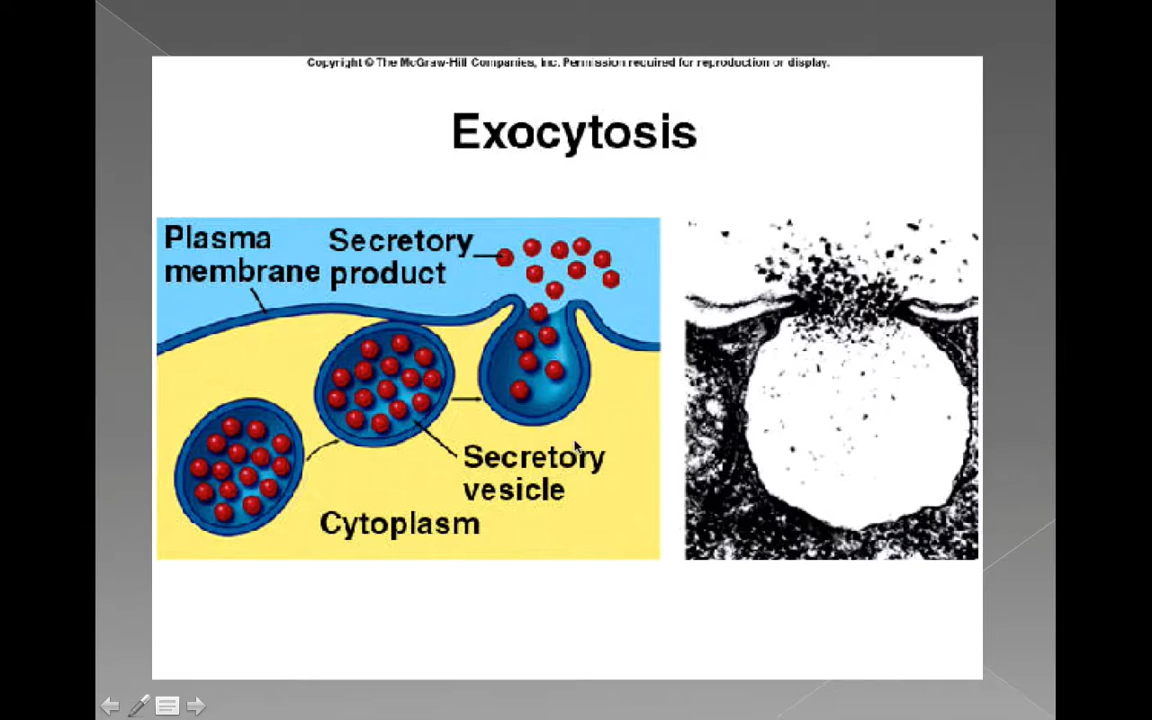 Copyright © The McGraw-Hill Companies, Inc. Permission required for reproduction or display.
Exocytosis
Plasma
membrane
Secretory
product
Secretory
vesicle
Cytoplasm